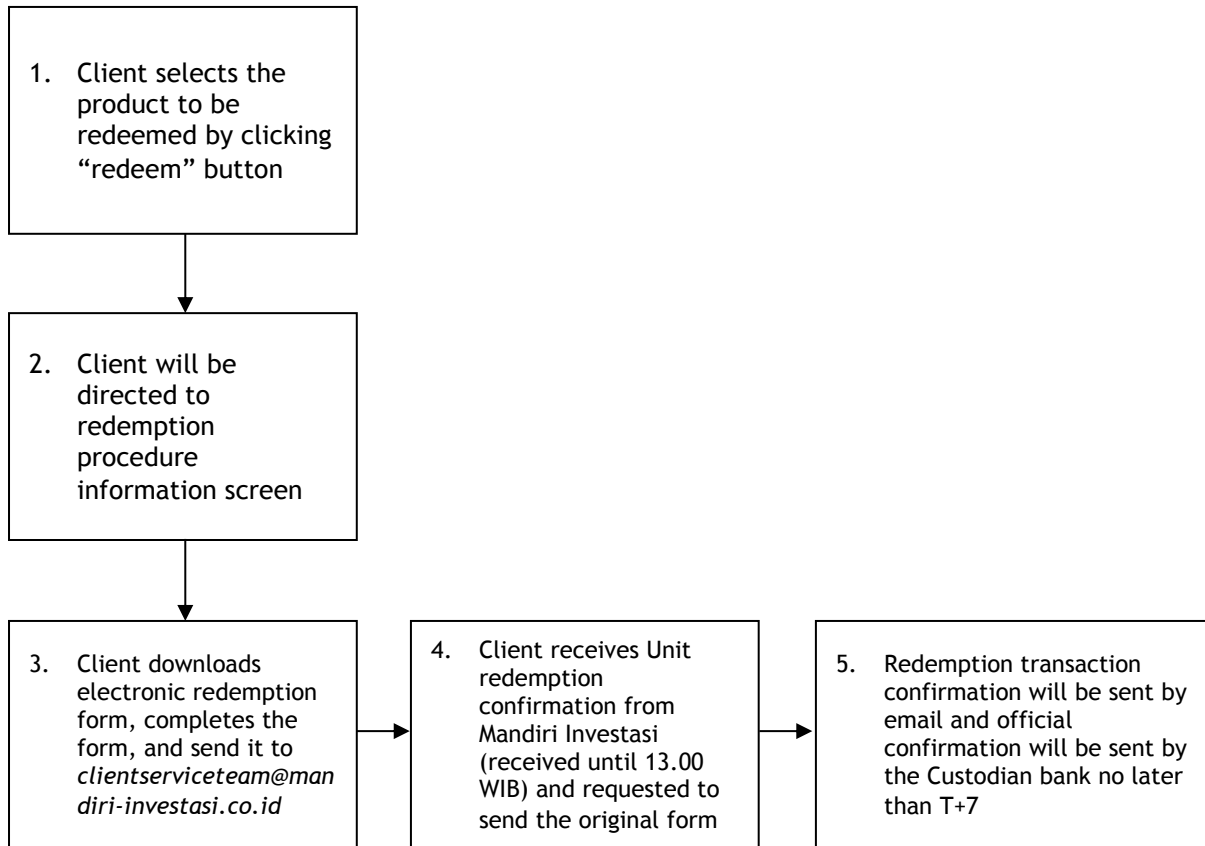 1. Client selects the
product to be
redeemed by clicking
“redeem” button
2. Client will be
directed to
redemption
procedure
information screen
3. Client downloads
electronic redemption
form, completes the
form, and send it to
clientserviceteam@man
diri-investasi.co.id
4. Client receives Unit
redemption
confirmation from
Mandiri Investasi
(received until 13.00
WIB) and requested to
send the original form
5. Redemption transaction
confirmation will be sent by
email and official
confirmation will be sent by
the Custodian bank no later
than T+7